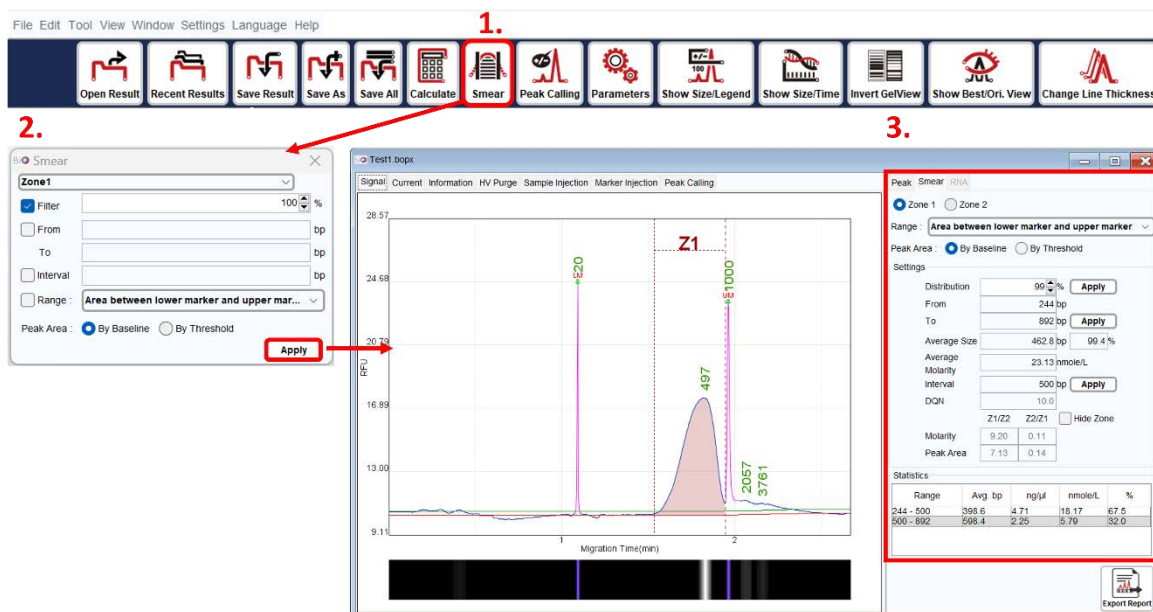 1.
File Edit Tool View Window Settings Language Help
Open Result Recent Results Save Result Save As Save All Calculate Smear Peak Calling Parameters Show Size/Legend Show Size/Time Invert GelView Show Best/Ori. View Change Line Thickness
2.
Smear
Zone1
Filter 100 %
From bp
To bp
Interval bp
Range : Area between lower marker and upper mar...
Peak Area : By Baseline By Threshold
Apply
Test1.bopx
Signal Current Information HV Purge Sample Injection Marker Injection Peak Calling
28.57
24.68
20.79
16.89
13.00
9.11
RFU
Z1
20
LM
1000
UM
497
2057
3761
1 2
Migration Time(min)
3.
Peak Smear RNA
Zone 1 Zone 2
Range : Area between lower marker and upper marker
Peak Area : By Baseline By Threshold
Settings
Distribution 99 % Apply
From 244 bp
To 892 bp Apply
Average Size 462.8 bp 99.4 %
Average
Molarity 23.13 nmole/L
Interval 500 bp Apply
DQN 10.0
Z1/Z2 Z2/Z1 Hide Zone
Molarity 9.20 0.11
Peak Area 7.13 0.14
Statistics
Range Avg. bp ng/µl nmole/L %
244 - 500 398.6 4.71 18.17 67.5
500 - 892 598.4 2.25 5.79 32.0
Export Report